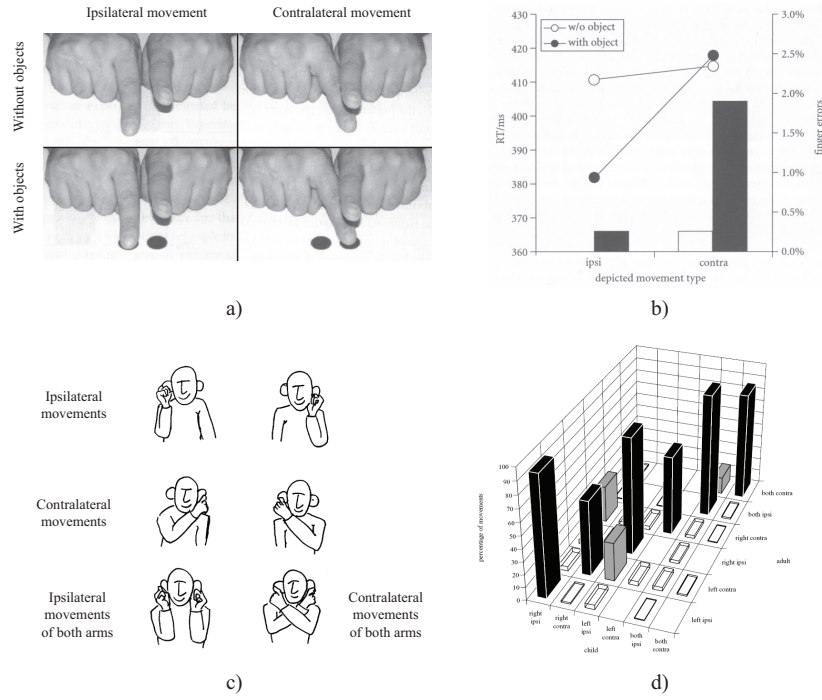 Ipsilateral movement
Contralateral movement
Without objects
With objects
a)
430
420
410
400
390
380
370
360
RT/ms
w/o object
with object
3.0%
2.5%
2.0%
1.5%
1.0%
0.5%
0.0%
finger errors
ipsi
contra
depicted movement type
b)
Ipsilateral
movements
Contralateral
movements
Ipsilateral
movements
of both arms
Contralateral
movements
of both arms
c)
percentage of movements
100
90
80
70
60
50
40
30
20
10
0
right
ipsi
right
contra
left
ipsi
left
contra
both
ipsi
both
contra
child
both contra
both ipsi
right contra
right ipsi
left contra
left ipsi
adult
d)